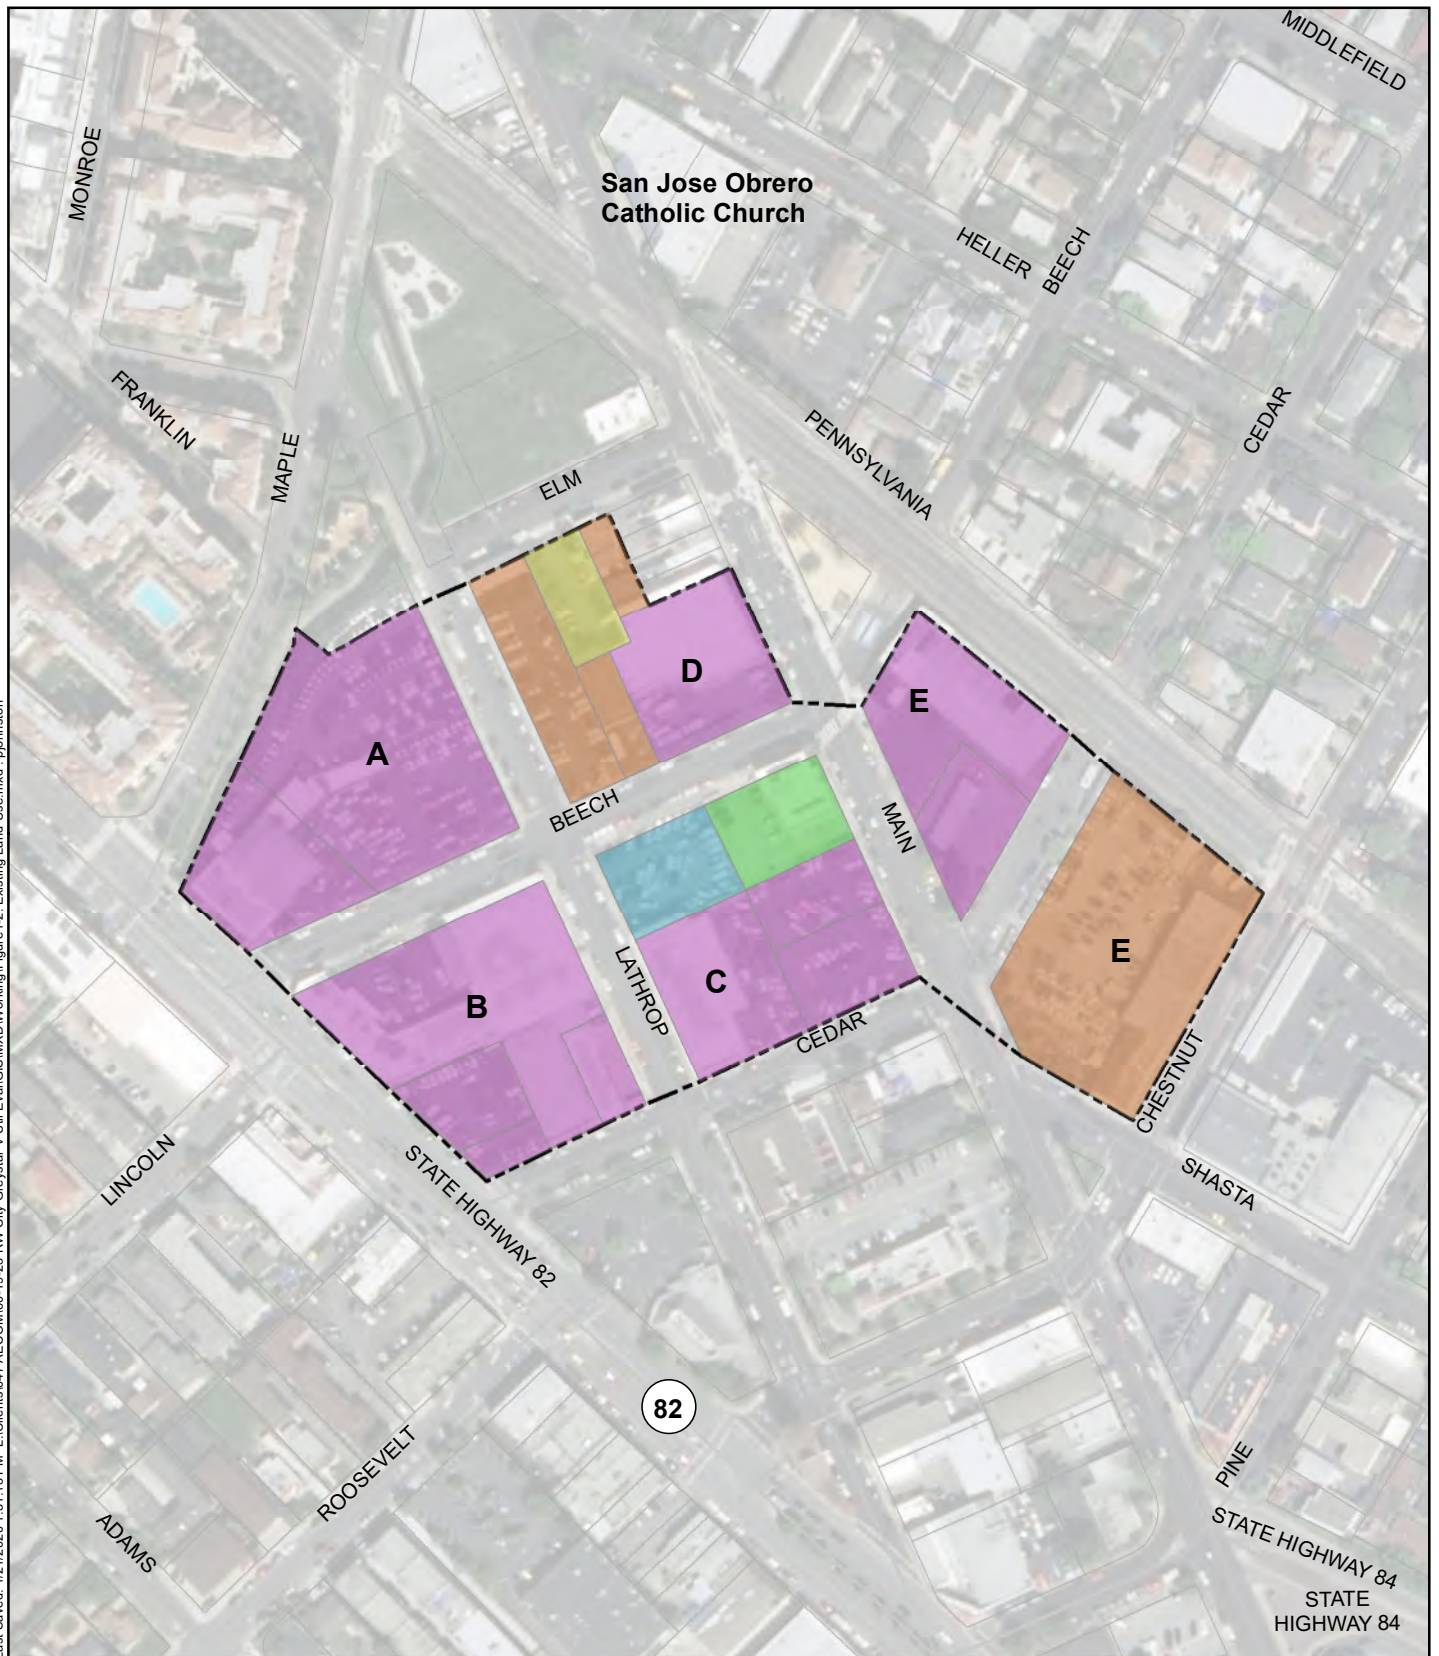 MIDDLEFIELD
MONROE
San Jose Obrero
Catholic Church
HELLER
BEECH
FRANKLIN
MAPLE
PENNSYLVANIA
CEDAR
ELM
D
E
A
BEECH
MAIN
E
B
LATHROP
C
CEDAR
CHESTNUT
LINCOLN
STATE HIGHWAY 82
SHASTA
82
ROOSEVELT
PINE
ADAMS
STATE HIGHWAY 84
STATE
HIGHWAY 84